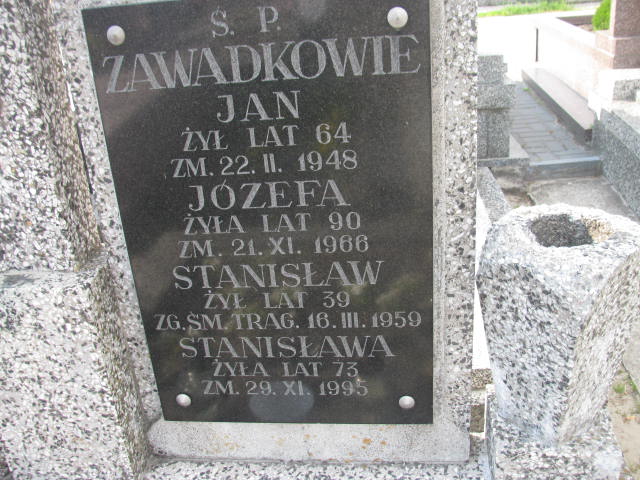 Ś. P.
ZAWADKOWIE
JAN
ŻYŁ LAT 64
ZM. 22. II. 1948
JÓZEFA
ŻYŁA LAT 90
ZM. 21. XI. 1966
STANISŁAW
ŻYŁ LAT 39
ZG. ŚM. TRAG. 16. III. 1959
STANISŁAWA
ŻYŁA LAT 73
ZM. 29. XI. 1995